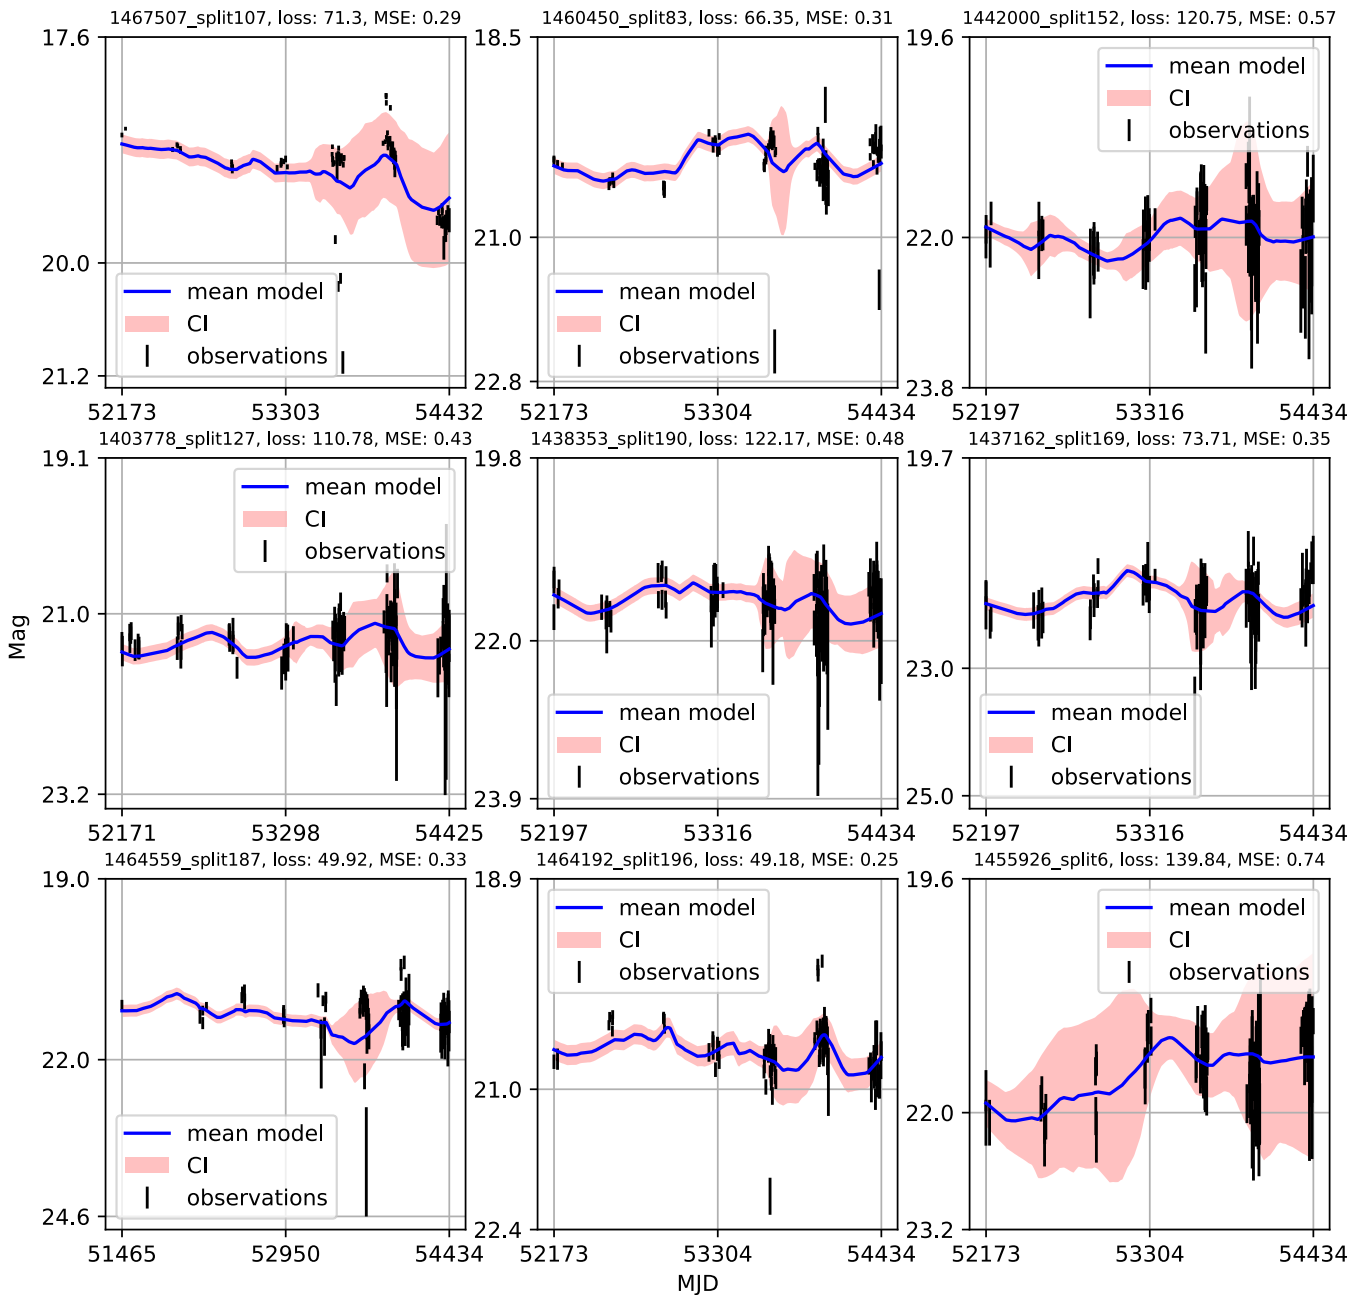 1467507_split107, loss: 71.3, MSE: 0.29
17.6
20.0
21.2
mean model
CI
observations
52173
53303
54432
1460450_split83, loss: 66.35, MSE: 0.31
18.5
21.0
22.8
mean model
CI
observations
52173
53304
54434
1442000_split152, loss: 120.75, MSE: 0.57
19.6
22.0
23.8
mean model
CI
observations
52197
53316
54434
1403778_split127, loss: 110.78, MSE: 0.43
19.1
21.0
23.2
mean model
CI
observations
52171
53298
54425
1438353_split190, loss: 122.17, MSE: 0.48
19.8
22.0
23.9
mean model
CI
observations
52197
53316
54434
1437162_split169, loss: 73.71, MSE: 0.35
19.7
23.0
25.0
mean model
CI
observations
52197
53316
54434
Mag
1464559_split187, loss: 49.92, MSE: 0.33
19.0
22.0
24.6
mean model
CI
observations
51465
52950
54434
1464192_split196, loss: 49.18, MSE: 0.25
18.9
21.0
22.4
mean model
CI
observations
52173
53304
54434
1455926_split6, loss: 139.84, MSE: 0.74
19.6
22.0
23.2
mean model
CI
observations
52173
53304
54434
MJD